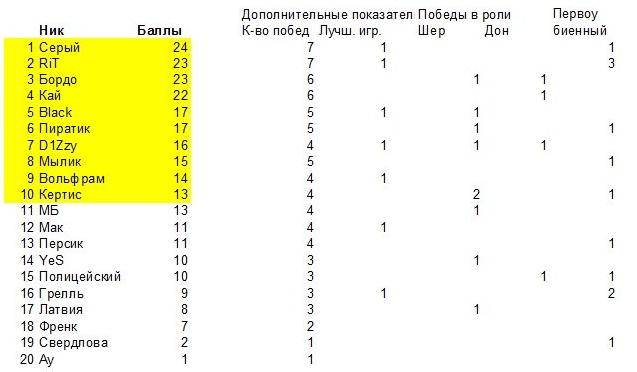 Дополнительные показател Победы в роли Первоу
Ник Баллы К-во побед Лучш. игр. Шер Дон биенный
1 Серый 24 7 1 1
2 RiT 23 7 1 3
3 Бордо 23 6 1 1
4 Кай 22 6 1
5 Black 17 5 1 1
6 Пиратик 17 5 1 1
7 D1Zzy 16 4 1 1 1
8 Мылик 15 5 1
9 Вольфрам 14 4 1
10 Кертис 13 4 2 1
11 МБ 13 4 1
12 Мак 11 4 1
13 Персик 11 4 1
14 YeS 10 3 1
15 Полицейский 10 3 1 1
16 Грелль 9 3 1 2
17 Латвия 8 3 1
18 Френк 7 2
19 Свердлова 2 1 1
20 Ау 1 1